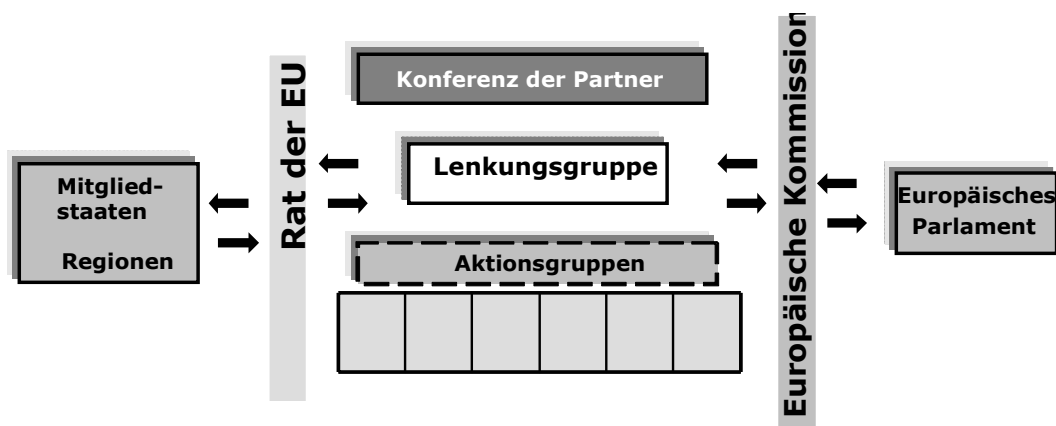 Mitglied-
staaten
Regionen
Rat der EU
Konferenz der Partner
Lenkungsgruppe
Aktionsgruppen
Europäische Kommission
Europäisches
Parlament